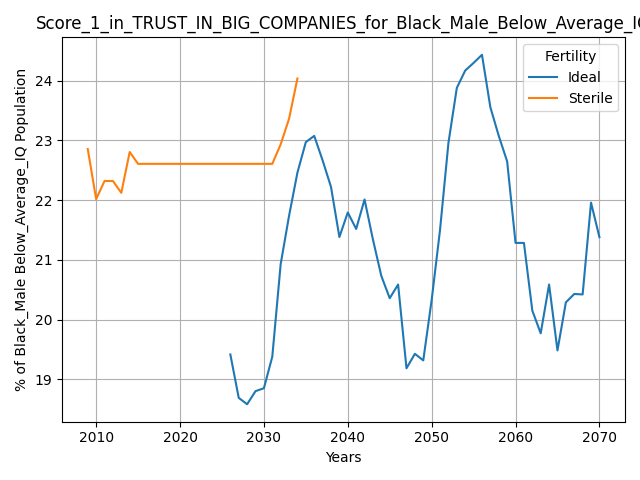 Score_1_in_TRUST_IN_BIG_COMPANIES_for_Black_Male_Below_Average_IQ
Fertility
Ideal
Sterile
% of Black_Male Below_Average_IQ Population
24
23
22
21
20
19
2010 2020 2030 2040 2050 2060 2070
Years